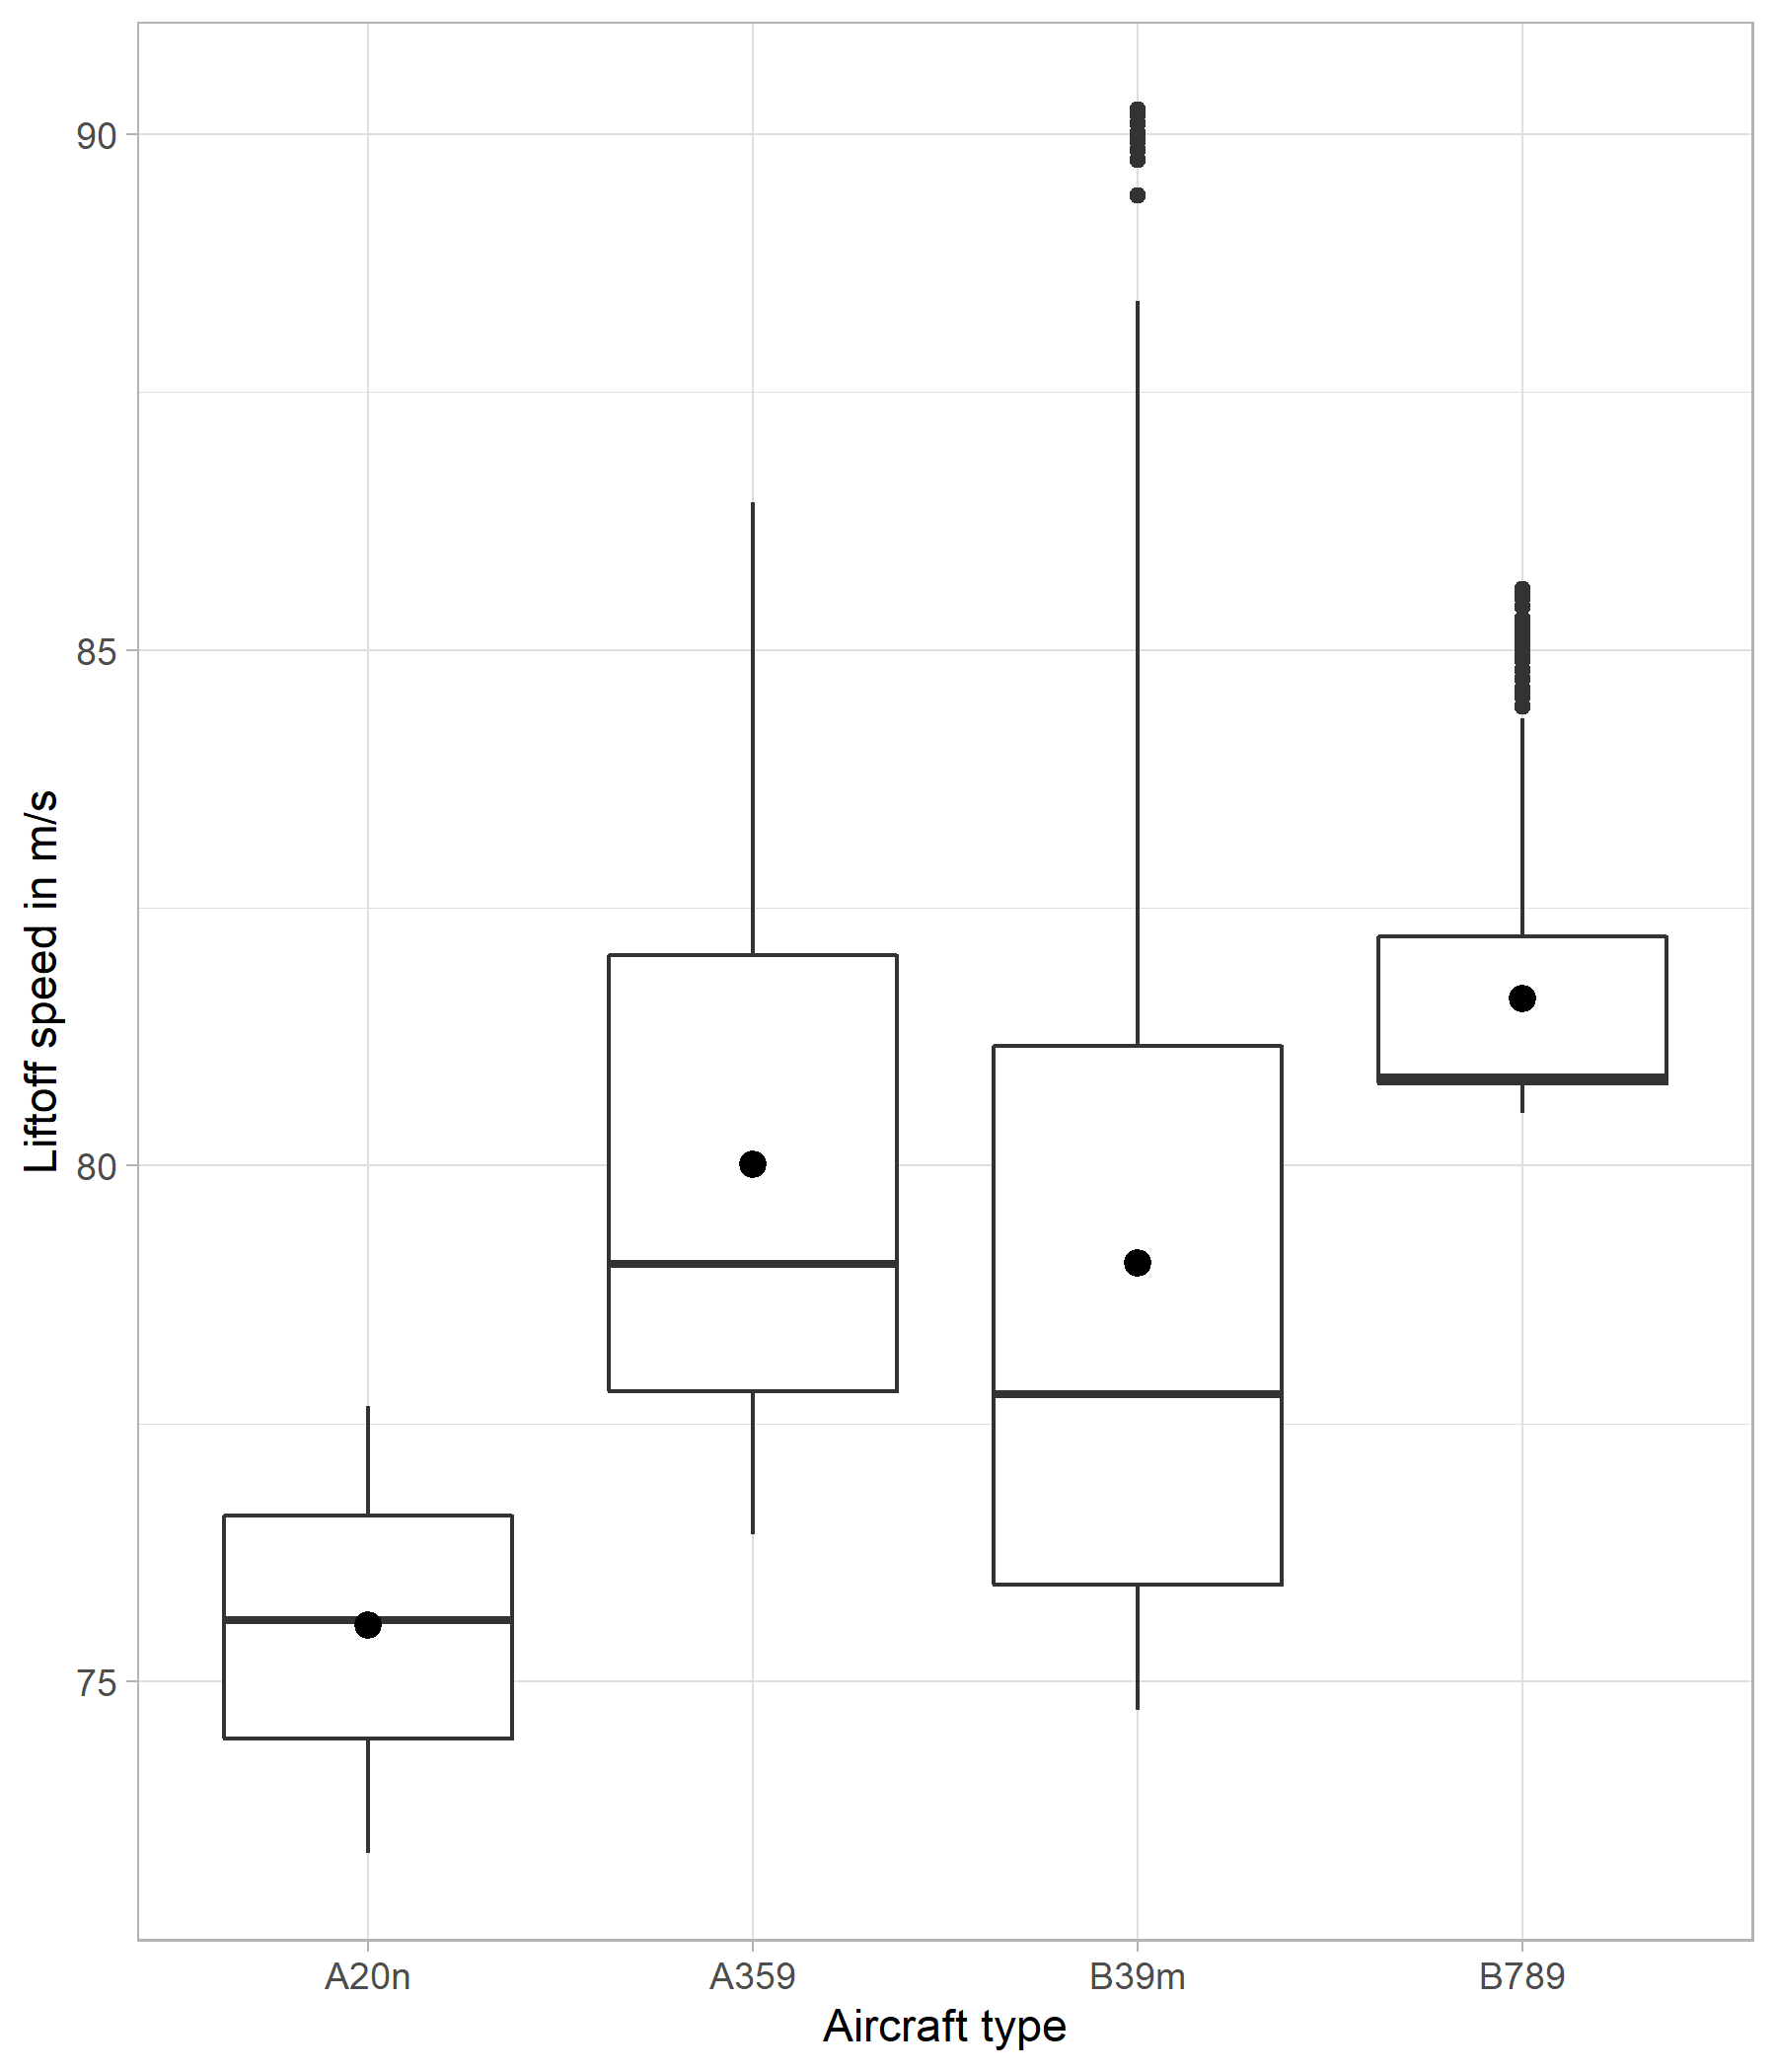 Liftoff speed in m/s
90
85
80
75
A20n A359 B39m B789
Aircraft type